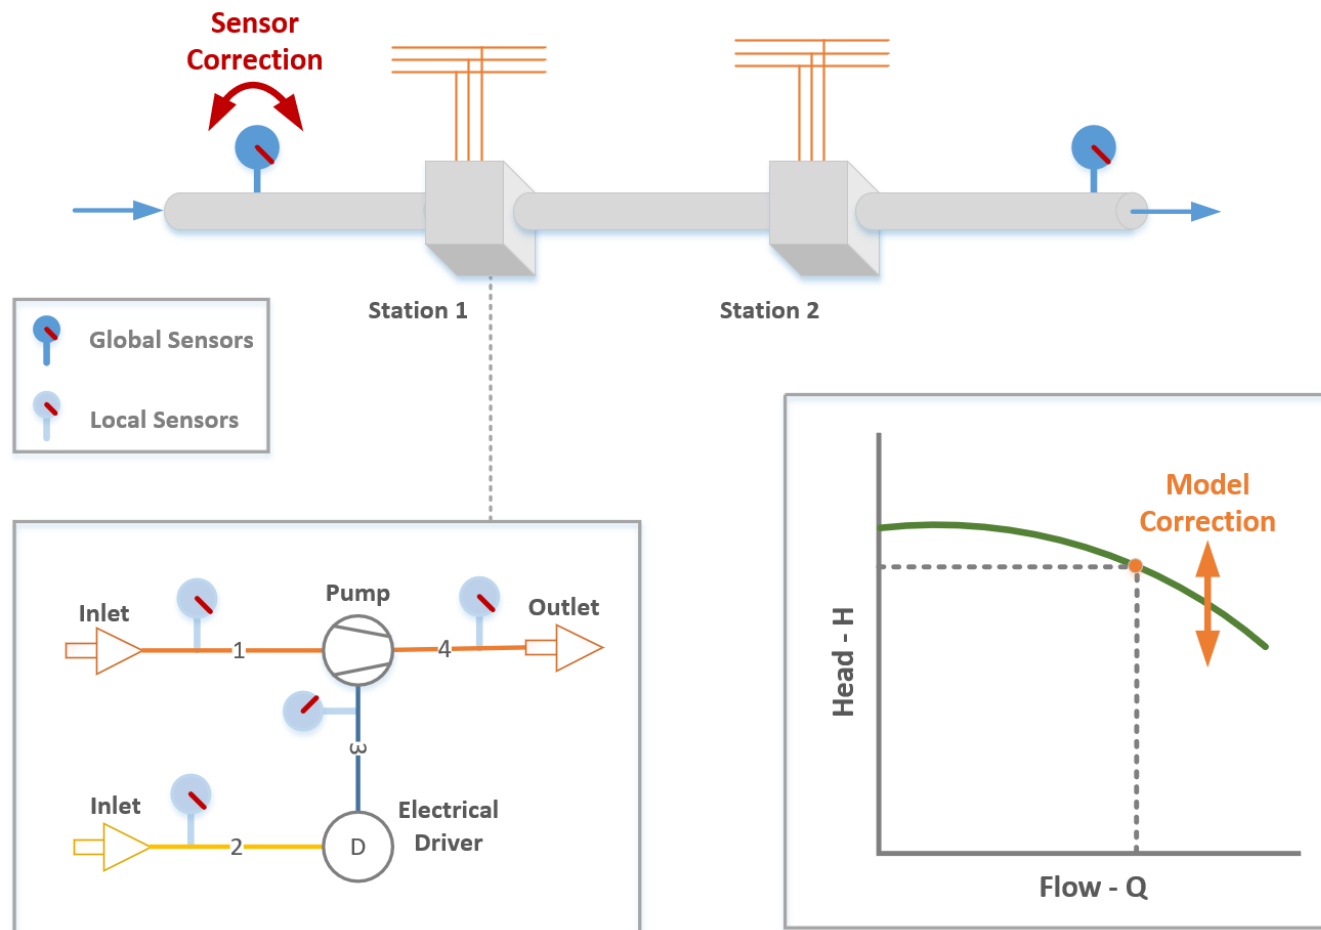 Sensor
Correction
Station 1
Station 2
Global Sensors
Local Sensors
Model
Correction
Head - H
Flow - Q
Pump
Inlet
Outlet
1
4
3
Inlet
Electrical
Driver
2
D